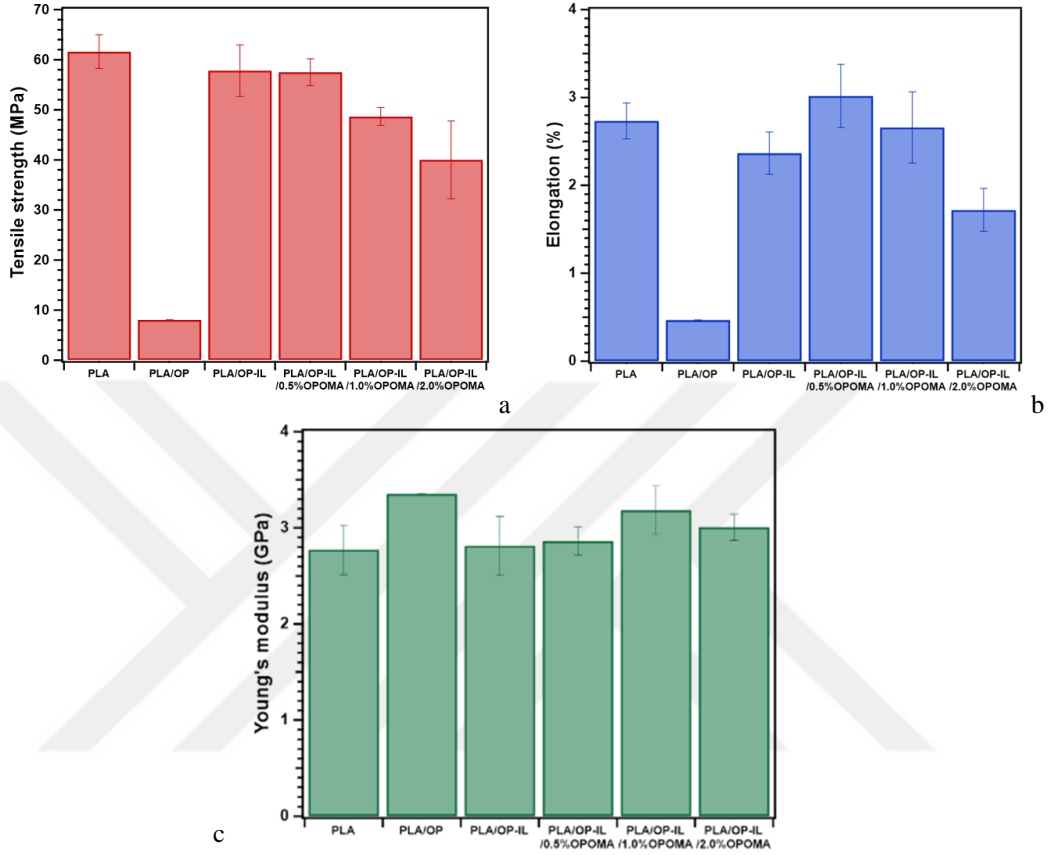 70
60
50
40
30
20
10
0
Tensile strength (MPa)
PLA PLA/OP PLA/OP-IL PLA/OP-IL PLA/OP-IL PLA/OP-IL
/0.5%OPOMA /1.0%OPOMA /2.0%OPOMA
a
4
3
2
1
0
Elongation (%)
PLA PLA/OP PLA/OP-IL PLA/OP-IL PLA/OP-IL PLA/OP-IL
/0.5%OPOMA /1.0%OPOMA /2.0%OPOMA
b
4
3
2
1
0
Young's modulus (GPa)
PLA PLA/OP PLA/OP-IL PLA/OP-IL PLA/OP-IL PLA/OP-IL
/0.5%OPOMA /1.0%OPOMA /2.0%OPOMA
c